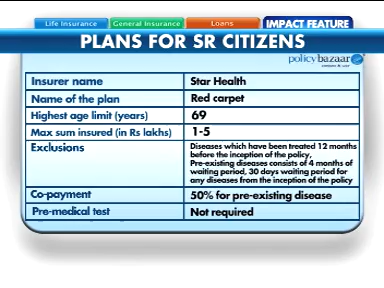 Life Insurance General Insurance Loans IMPACT FEATURE
PLANS FOR SR CITIZENS
policybazaar
Insurer name Star Health
Name of the plan Red carpet
Highest age limit (years) 69
Max sum insured (in Rs lakhs) 1-5
Exclusions Diseases which have been treated 12 months
before the inception of the policy,
Pre-existing diseases consists of 4 months of
waiting period, 30 days waiting period for
any diseases from the inception of the policy
Co-payment 50% for pre-existing disease
Pre-medical test Not required